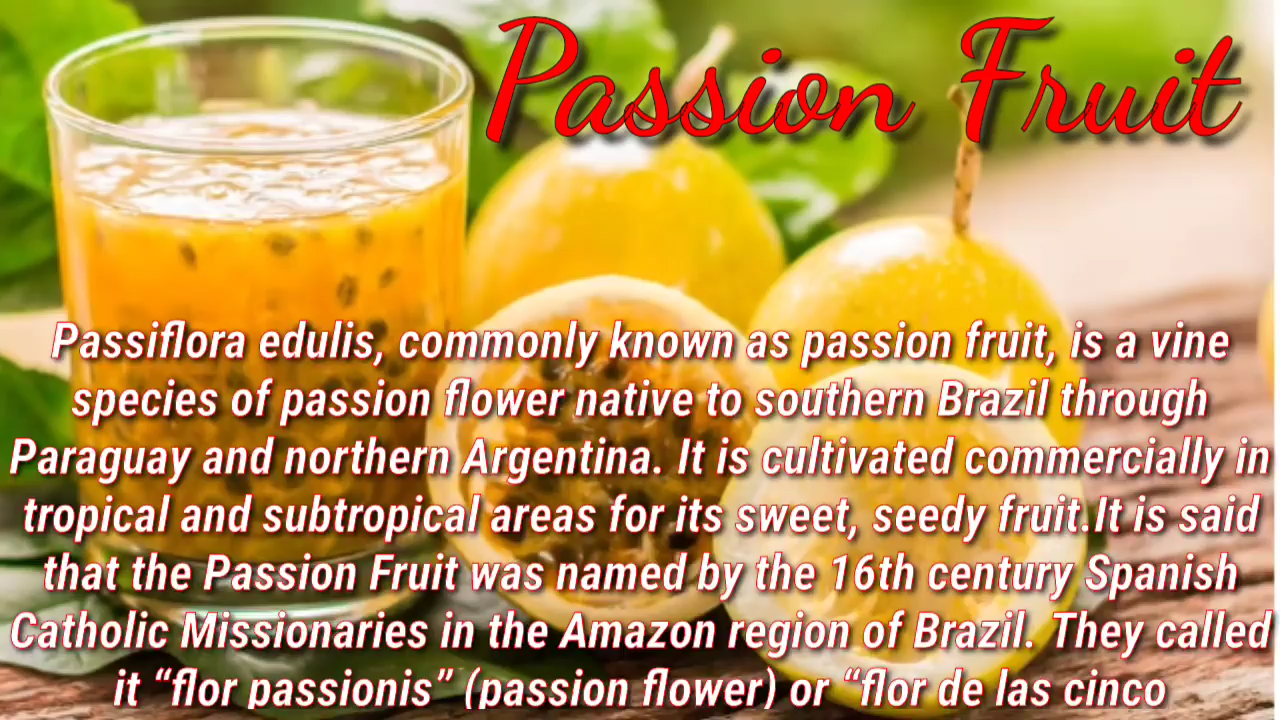 Passion Fruit
Passiflora edulis, commonly known as passion fruit, is a vine
species of passion flower native to southern Brazil through
Paraguay and northern Argentina. It is cultivated commercially in
tropical and subtropical areas for its sweet, seedy fruit.It is said
that the Passion Fruit was named by the 16th century Spanish
Catholic Missionaries in the Amazon region of Brazil. They called
it “flor passionis” (passion flower) or “flor de las cinco